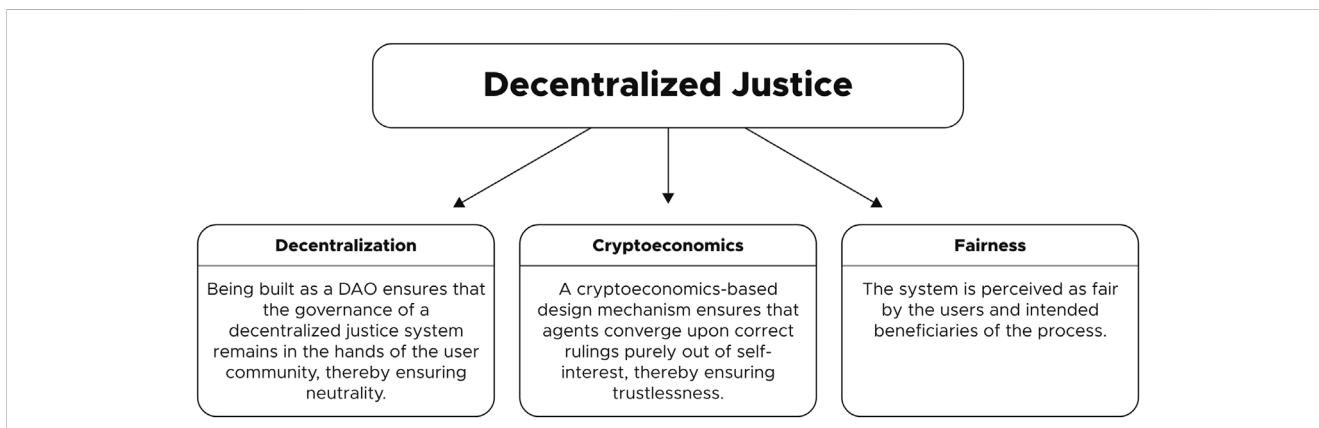 Decentralized Justice
Decentralization
Being built as a DAO ensures that
the governance of a
decentralized justice system
remains in the hands of the user
community, thereby ensuring
neutrality.
Cryptoeconomics
A cryptoeconomics-based
design mechanism ensures that
agents converge upon correct
rulings purely out of self-
interest, thereby ensuring
trustlessness.
Fairness
The system is perceived as fair
by the users and intended
beneficiaries of the process.